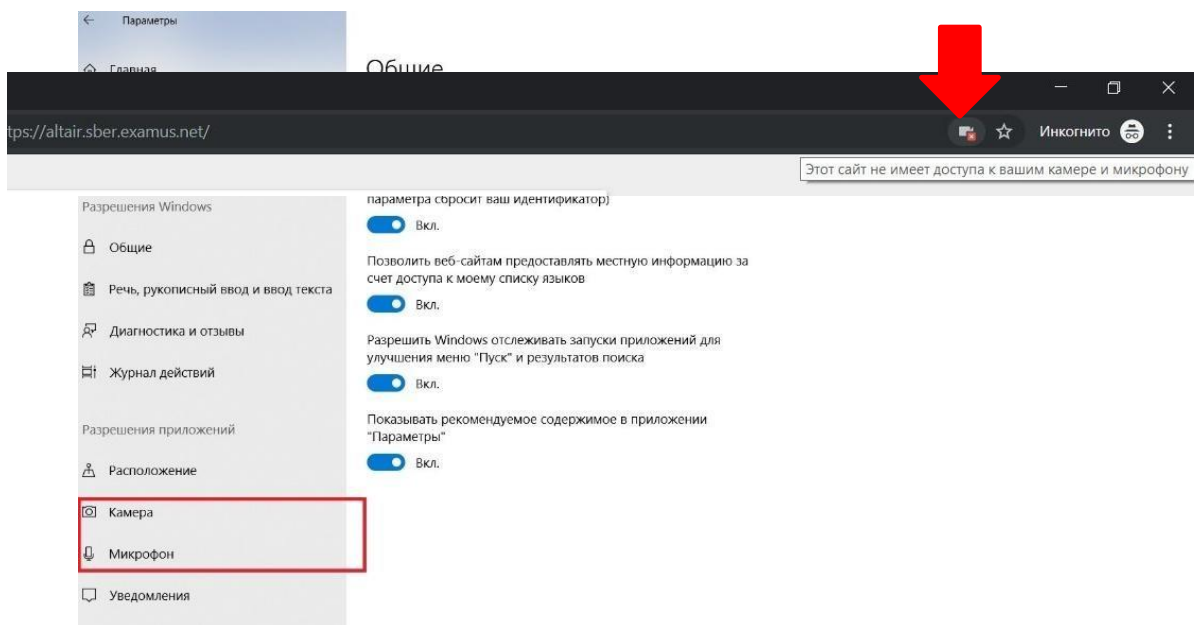 Параметры
Главная
Общие
tps://altair.sber.examus.net/
Инкогнито
Этот сайт не имеет доступа к вашим камере и микрофону
Разрешения Windows
Общие
Речь, рукописный ввод и ввод текста
Диагностика и отзывы
Журнал действий
Разрешения приложений
Расположение
Камера
Микрофон
Уведомления
параметра сбросит ваш идентификатор)
Вкл.
Позволить веб-сайтам предоставлять местную информацию за
счет доступа к моему списку языков
Вкл.
Разрешить Windows отслеживать запуски приложений для
улучшения меню "Пуск" и результатов поиска
Вкл.
Показывать рекомендуемое содержимое в приложении
"Параметры"
Вкл.